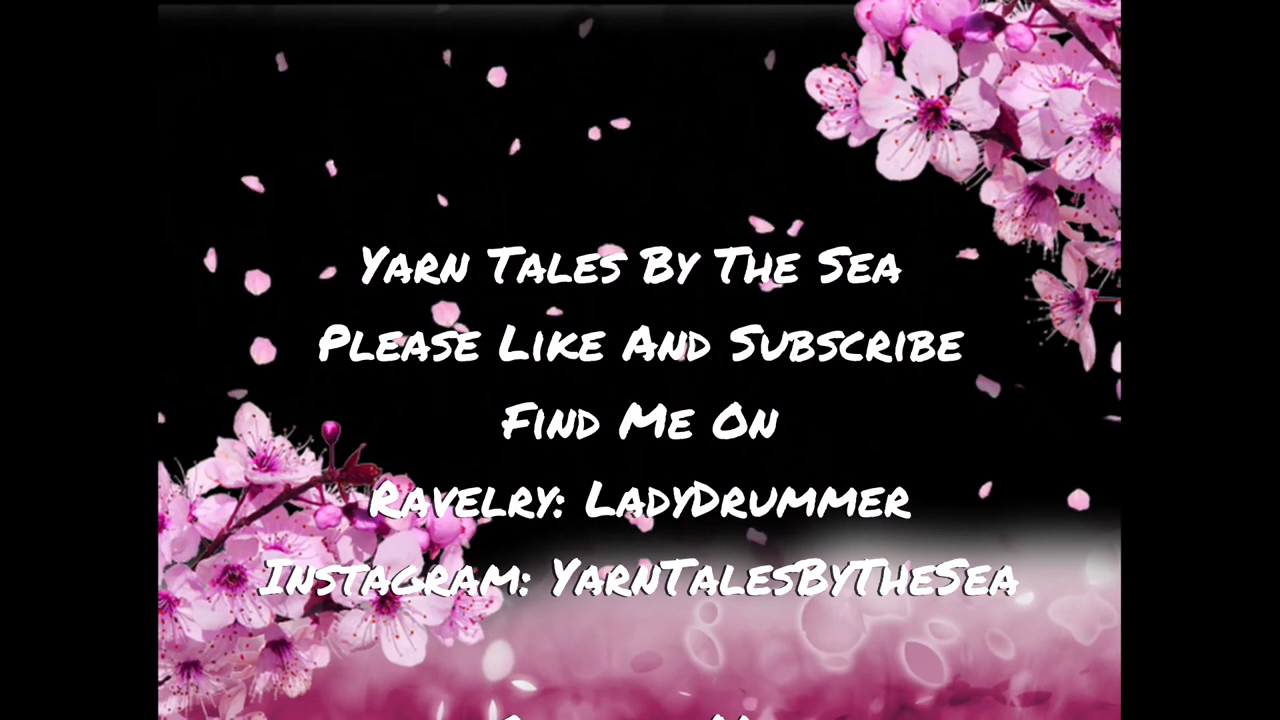 Yarn Tales By The Sea
Please Like And Subscribe
Find Me On
Ravelry: LadyDrummer
Instagram: YarnTalesByTheSea